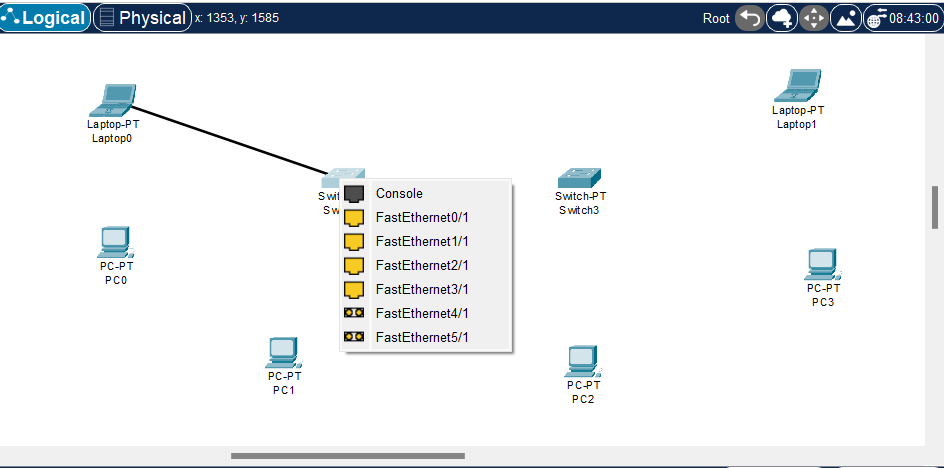 Logical
Physical
x: 1353, y: 1585
Root
08:43:00
Laptop-PT
Laptop0
Laptop-PT
Laptop1
Switch-PT
Switch3
Console
FastEthernet0/1
FastEthernet1/1
FastEthernet2/1
FastEthernet3/1
FastEthernet4/1
FastEthernet5/1
PC-PT
PC0
PC-PT
PC3
PC-PT
PC1
PC-PT
PC2